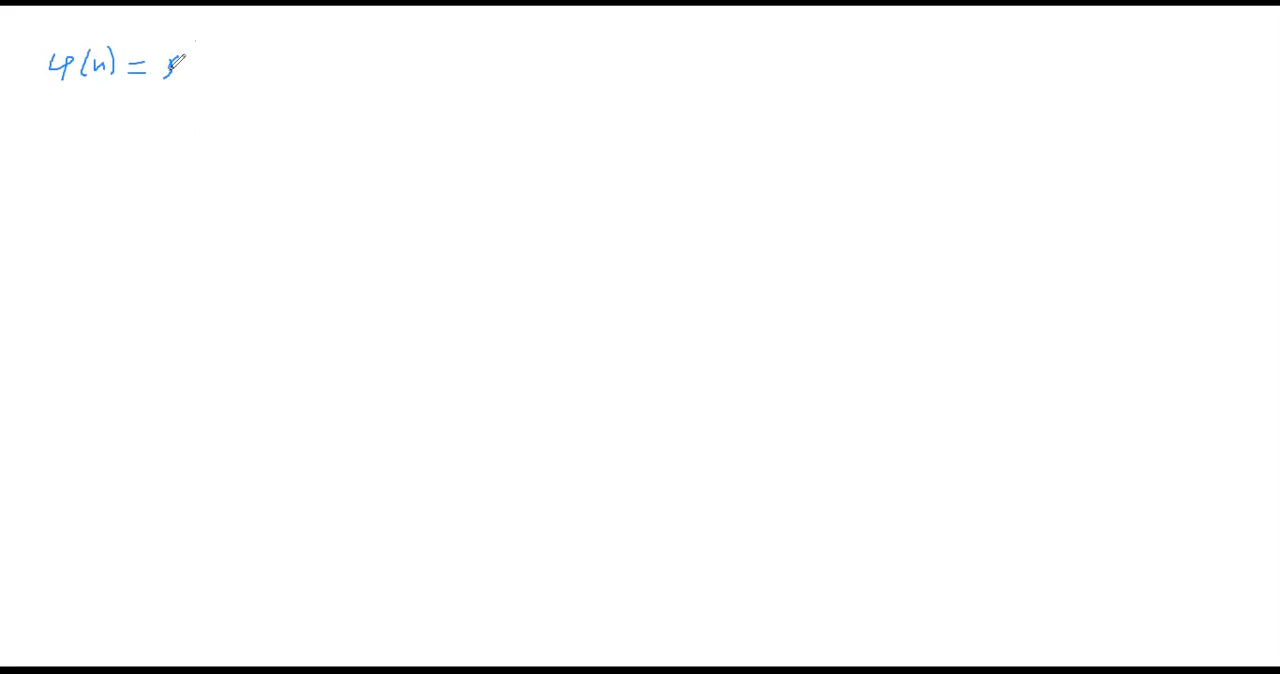 φ(n) =